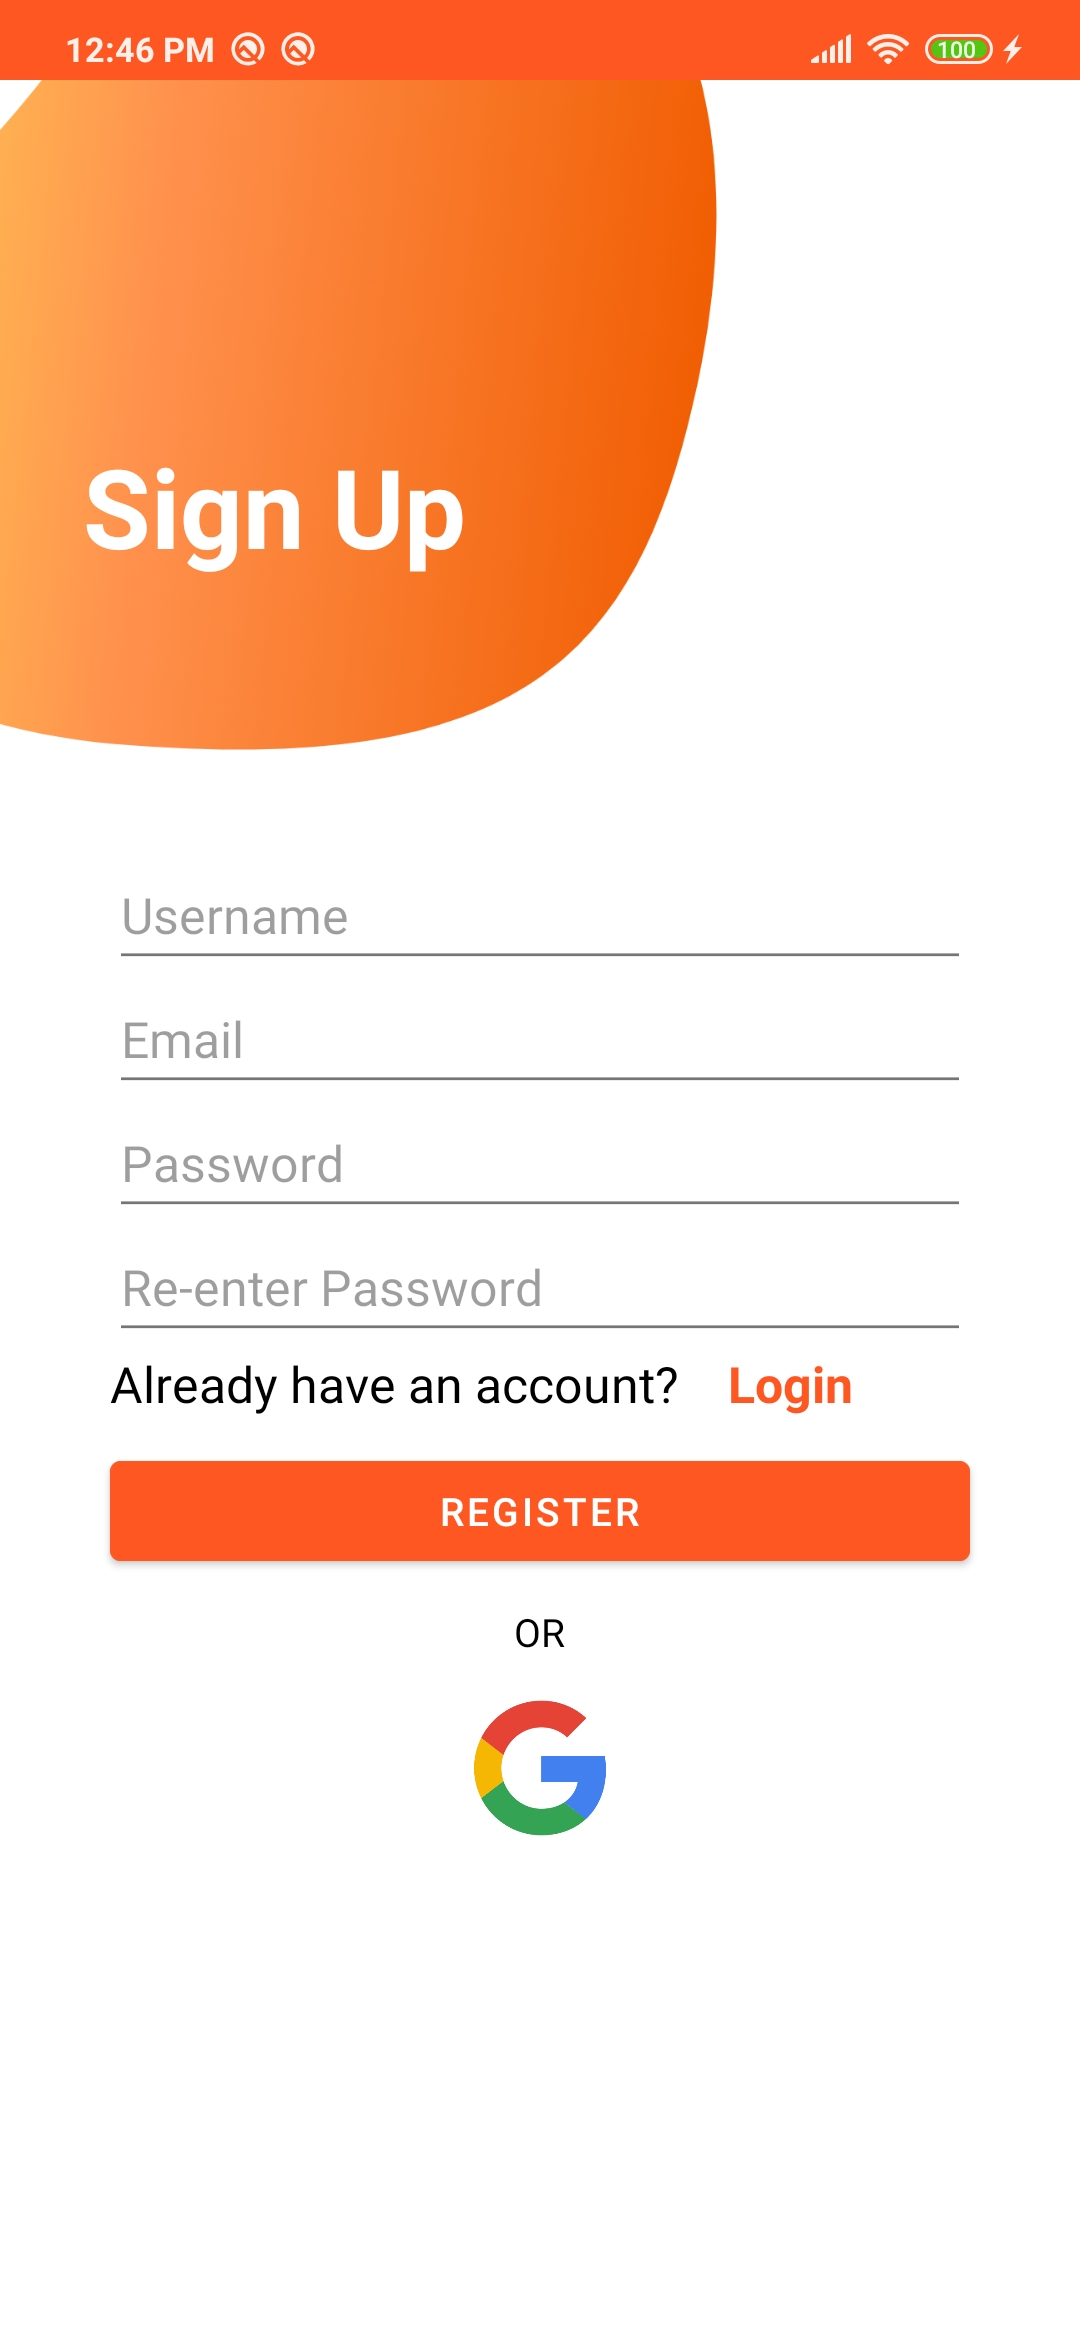 12:46 PM 100
Sign Up
Username
Email
Password
Re-enter Password
Already have an account? Login
REGISTER
OR